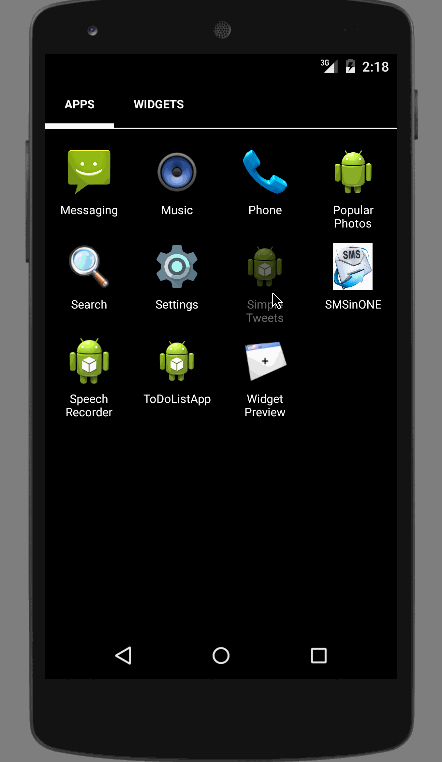 3G 2:18
APPS WIDGETS
Messaging Music Phone Popular
Photos
Search Settings Simple SMSinONE
Tweets
SMS
Speech ToDoListApp Widget
Recorder Preview